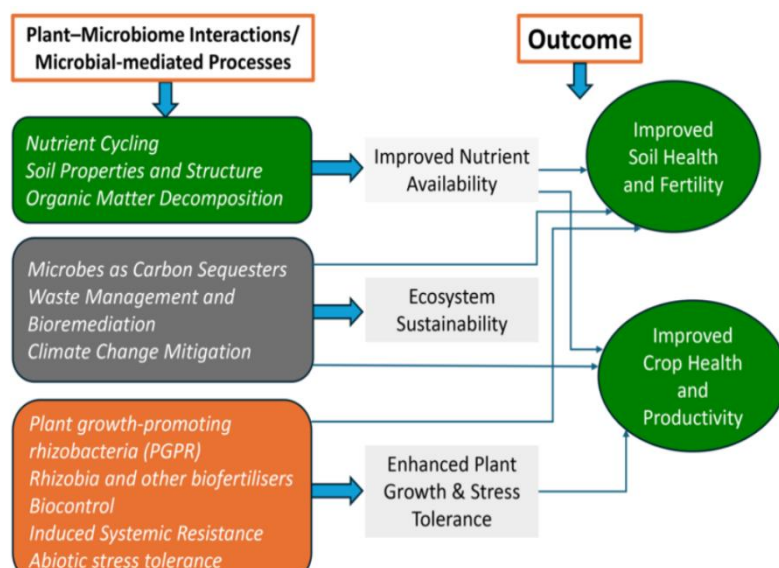 Plant–Microbiome Interactions/
Microbial-mediated Processes
Outcome
Nutrient Cycling
Soil Properties and Structure
Organic Matter Decomposition
Improved Nutrient
Availability
Improved
Soil Health
and Fertility
Microbes as Carbon Sequesters
Waste Management and
Bioremediation
Climate Change Mitigation
Ecosystem
Sustainability
Improved
Crop Health
and
Productivity
Plant growth-promoting
rhizobacteria (PGPR)
Rhizobia and other biofertilisers
Biocontrol
Induced Systemic Resistance
Abiotic stress tolerance
Enhanced Plant
Growth & Stress
Tolerance